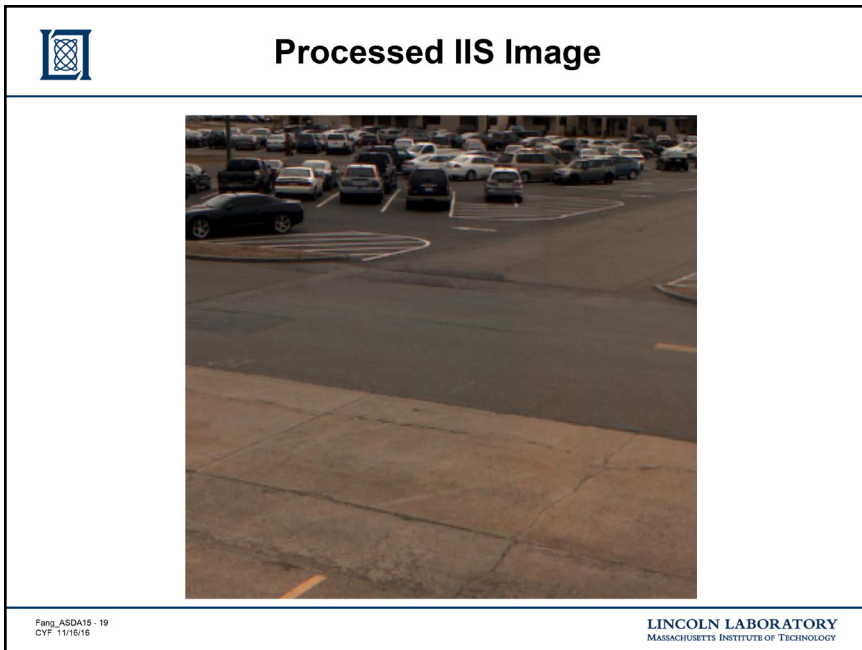 Processed IIS Image
Fang_ASDA15 - 19
CYF 11/16/16
LINCOLN LABORATORY
MASSACHUSETTS INSTITUTE OF TECHNOLOGY